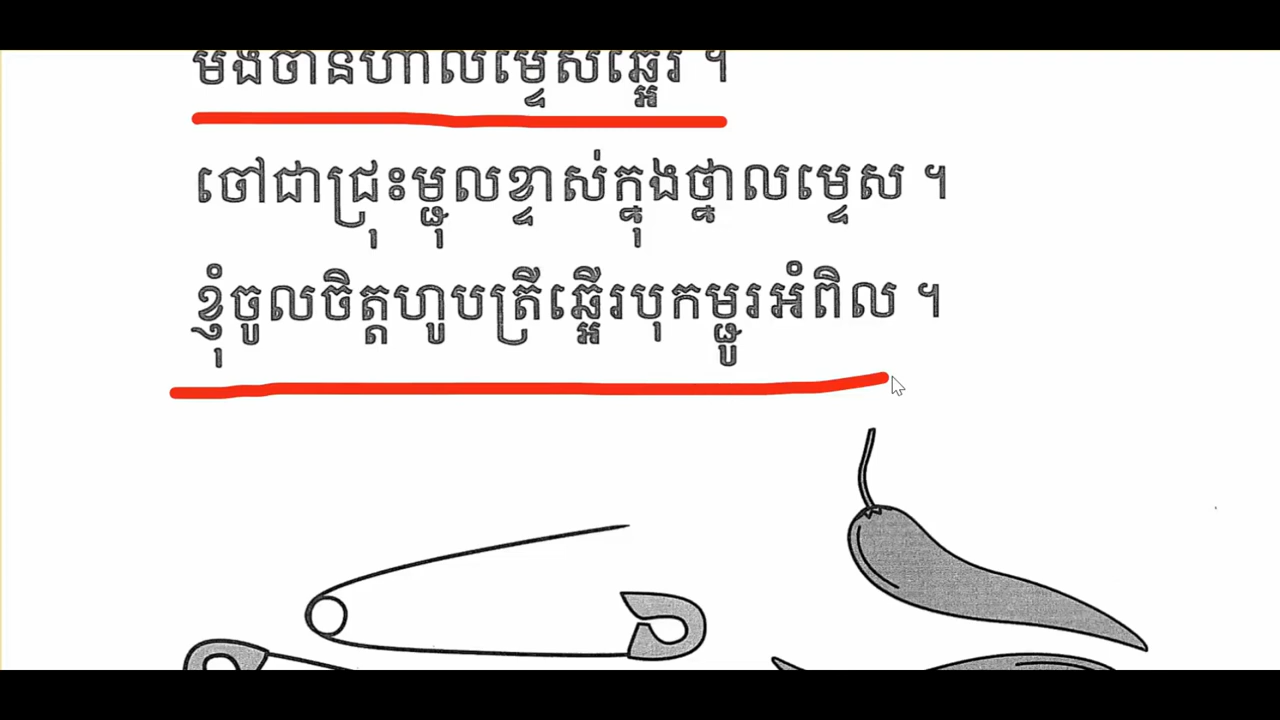 មីងចានហាលម្ទេសឆ្អើរ ។
ចៅជាជ្រុះម្ជុលខ្ទាស់ក្នុងថ្នាលម្ទេស ។
ខ្ញុំចូលចិត្តហូបត្រីឆ្អើរបុកម្ជូរអំពិល ។